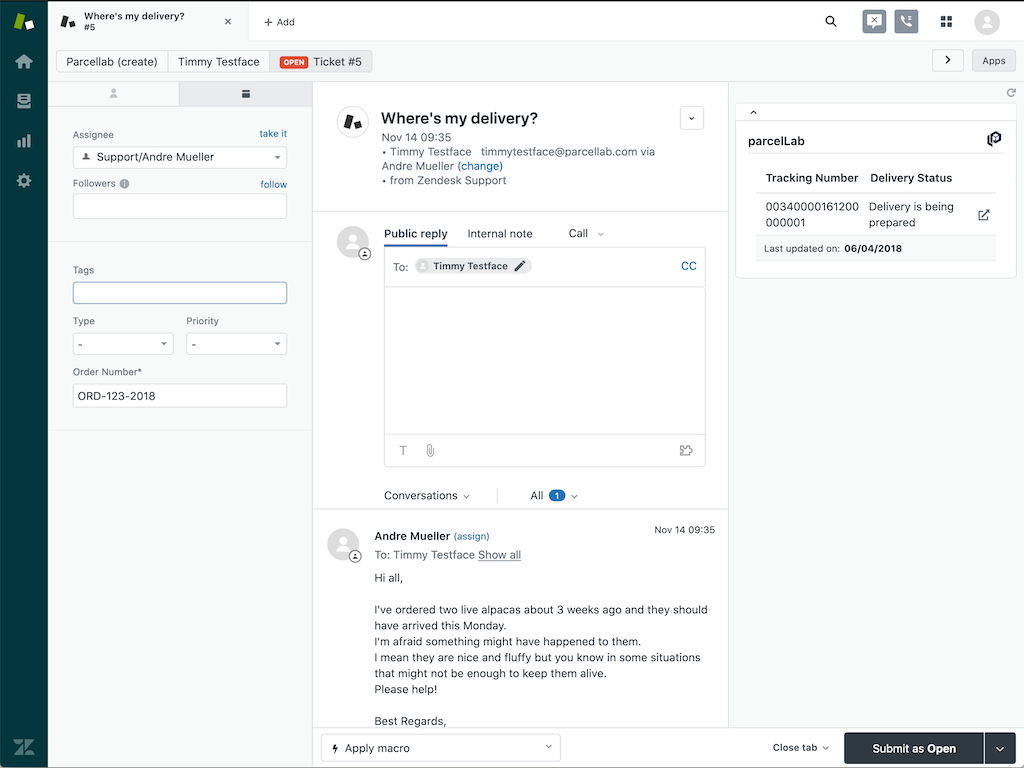 Where's my delivery?
#5
+ Add
Parcellab (create)
Timmy Testface
OPEN Ticket #5
Apps
Assignee
take it
Support/Andre Mueller
Followers
follow
Tags
Type
Priority
-
-
Order Number*
ORD-123-2018
Where's my delivery?
Nov 14 09:35
• Timmy Testface timmytestface@parcellab.com via
Andre Mueller (change)
• from Zendesk Support
Public reply
Internal note
Call
To: Timmy Testface
CC
T
Conversations
All 1
Andre Mueller (assign)
Nov 14 09:35
To: Timmy Testface Show all
Hi all,
I've ordered two live alpacas about 3 weeks ago and they should
have arrived this Monday.
I'm afraid something might have happened to them.
I mean they are nice and fluffy but you know in some situations
that might not be enough to keep them alive.
Please help!
Best Regards,
Apply macro
Close tab
Submit as Open
parcelLab
Tracking Number Delivery Status
00340000161200 Delivery is being
000001 prepared
Last updated on: 06/04/2018